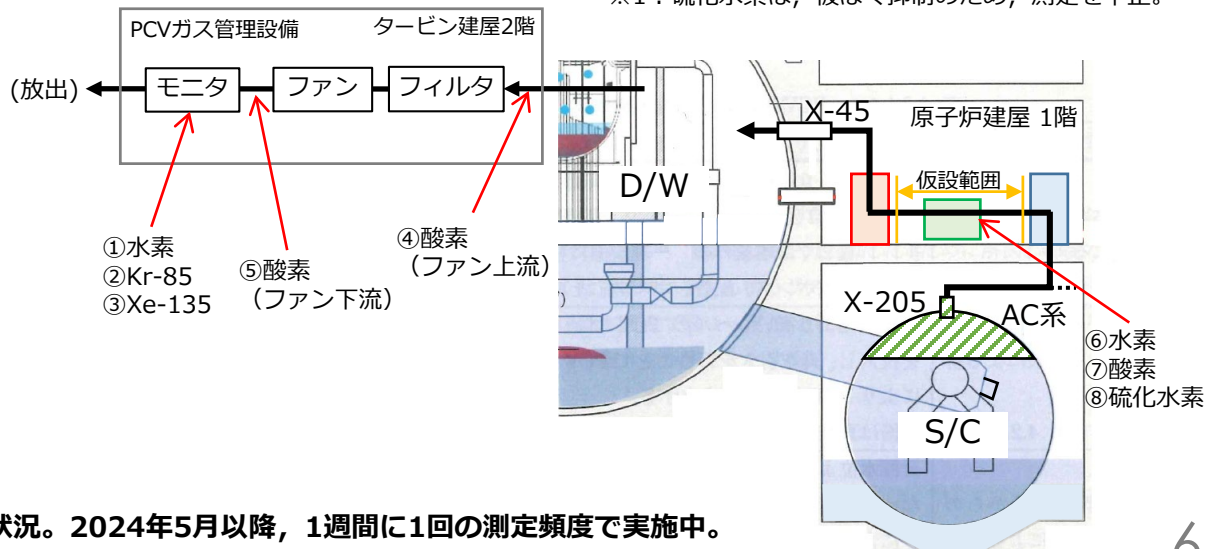 ※1：硫化水素は，被ばく抑制のため，測定を中止。
PCVガス管理設備
タービン建屋2階
(放出)
モニタ
ファン
フィルタ
①水素
②Kr-85
③Xe-135
⑤酸素
（ファン下流）
④酸素
（ファン上流）
D/W
X-45
原子炉建屋 1階
仮設範囲
X-205
AC系
⑥水素
⑦酸素
⑧硫化水素
S/C
状況。2024年5月以降，1週間に1回の測定頻度で実施中。
6